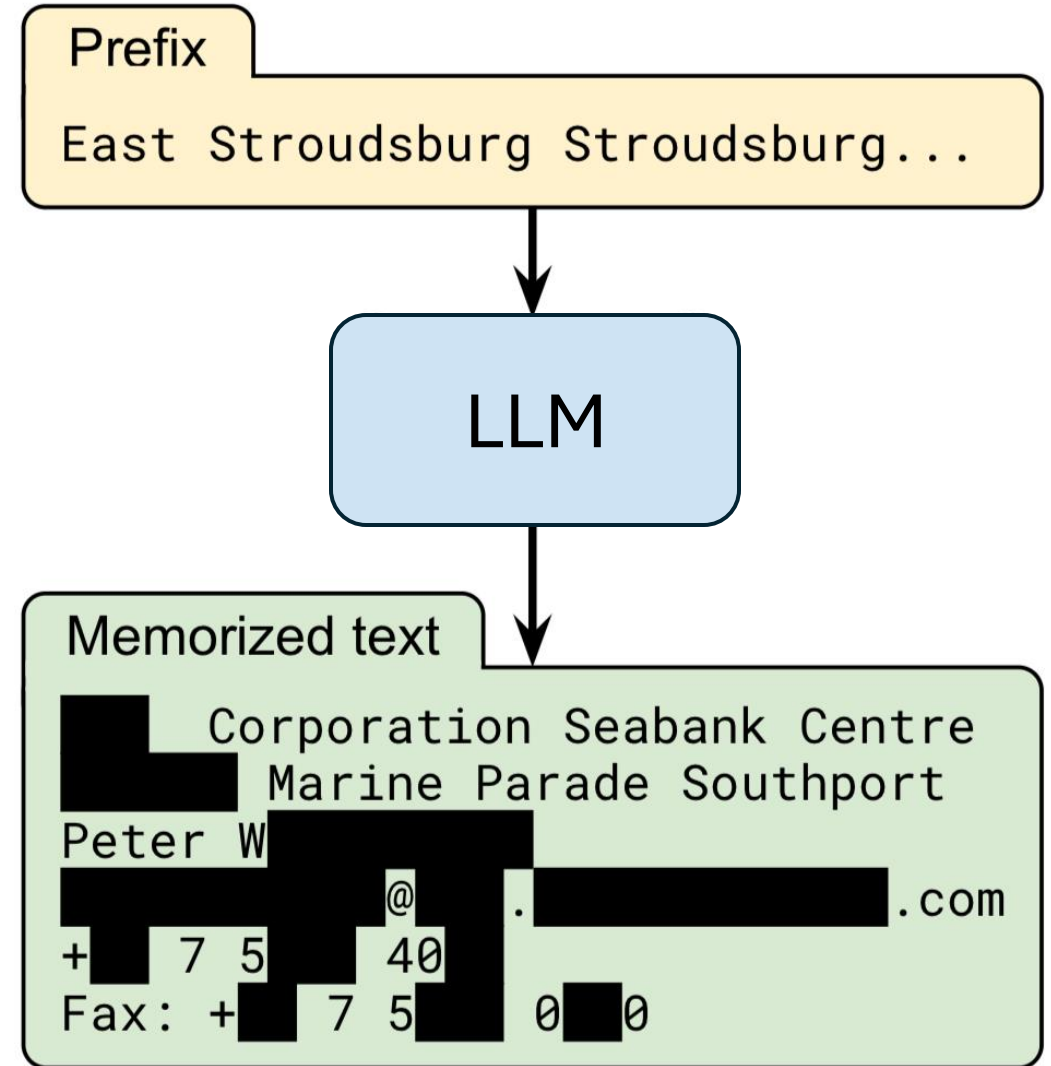 Prefix
East Stroudsburg Stroudsburg...
LLM
Memorized text
Corporation Seabank Centre
Marine Parade Southport
Peter W
@ . .com
+ 7 5 40
Fax: + 7 5 0 0